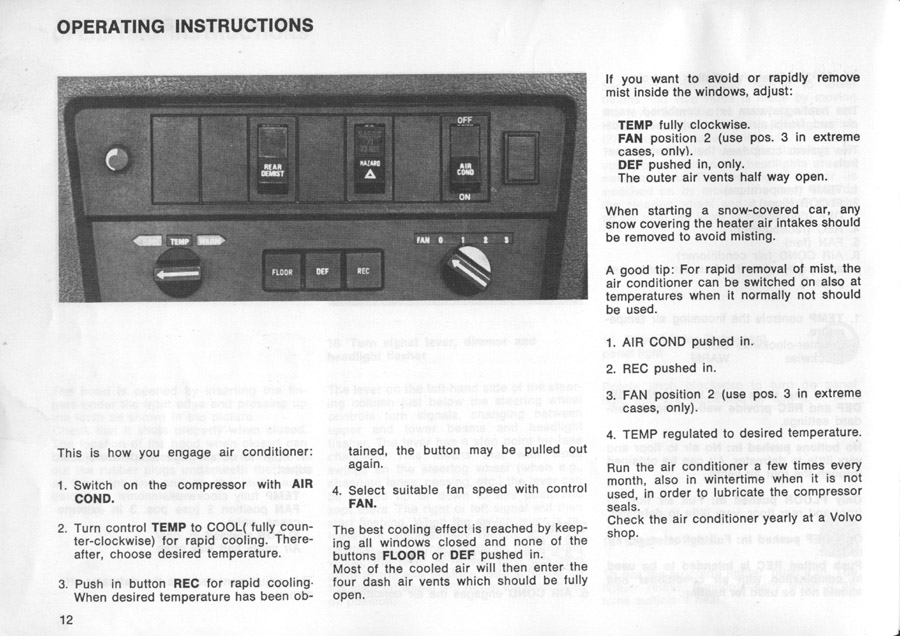 OPERATING INSTRUCTIONS
REAR
DEMIST
HAZARD
OFF
AIR
COND
ON
COOL TEMP WARM
FLOOR DEF REC
FAN 0 1 2 3
This is how you engage air conditioner:
1. Switch on the compressor with AIR
COND.
2. Turn control TEMP to COOL( fully coun-
ter-clockwise) for rapid cooling. There-
after, choose desired temperature.
3. Push in button REC for rapid cooling.
When desired temperature has been ob-
tained, the button may be pulled out
again.
4. Select suitable fan speed with control
FAN.
The best cooling effect is reached by keep-
ing all windows closed and none of the
buttons FLOOR or DEF pushed in.
Most of the cooled air will then enter the
four dash air vents which should be fully
open.
If you want to avoid or rapidly remove
mist inside the windows, adjust:
TEMP fully clockwise.
FAN position 2 (use pos. 3 in extreme
cases, only).
DEF pushed in, only.
The outer air vents half way open.
When starting a snow-covered car, any
snow covering the heater air intakes should
be removed to avoid misting.
A good tip: For rapid removal of mist, the
air conditioner can be switched on also at
temperatures when it normally not should
be used.
1. AIR COND pushed in.
2. REC pushed in.
3. FAN position 2 (use pos. 3 in extreme
cases, only).
4. TEMP regulated to desired temperature.
Run the air conditioner a few times every
month, also in wintertime when it is not
used, in order to lubricate the compressor
seals.
Check the air conditioner yearly at a Volvo
shop.
12